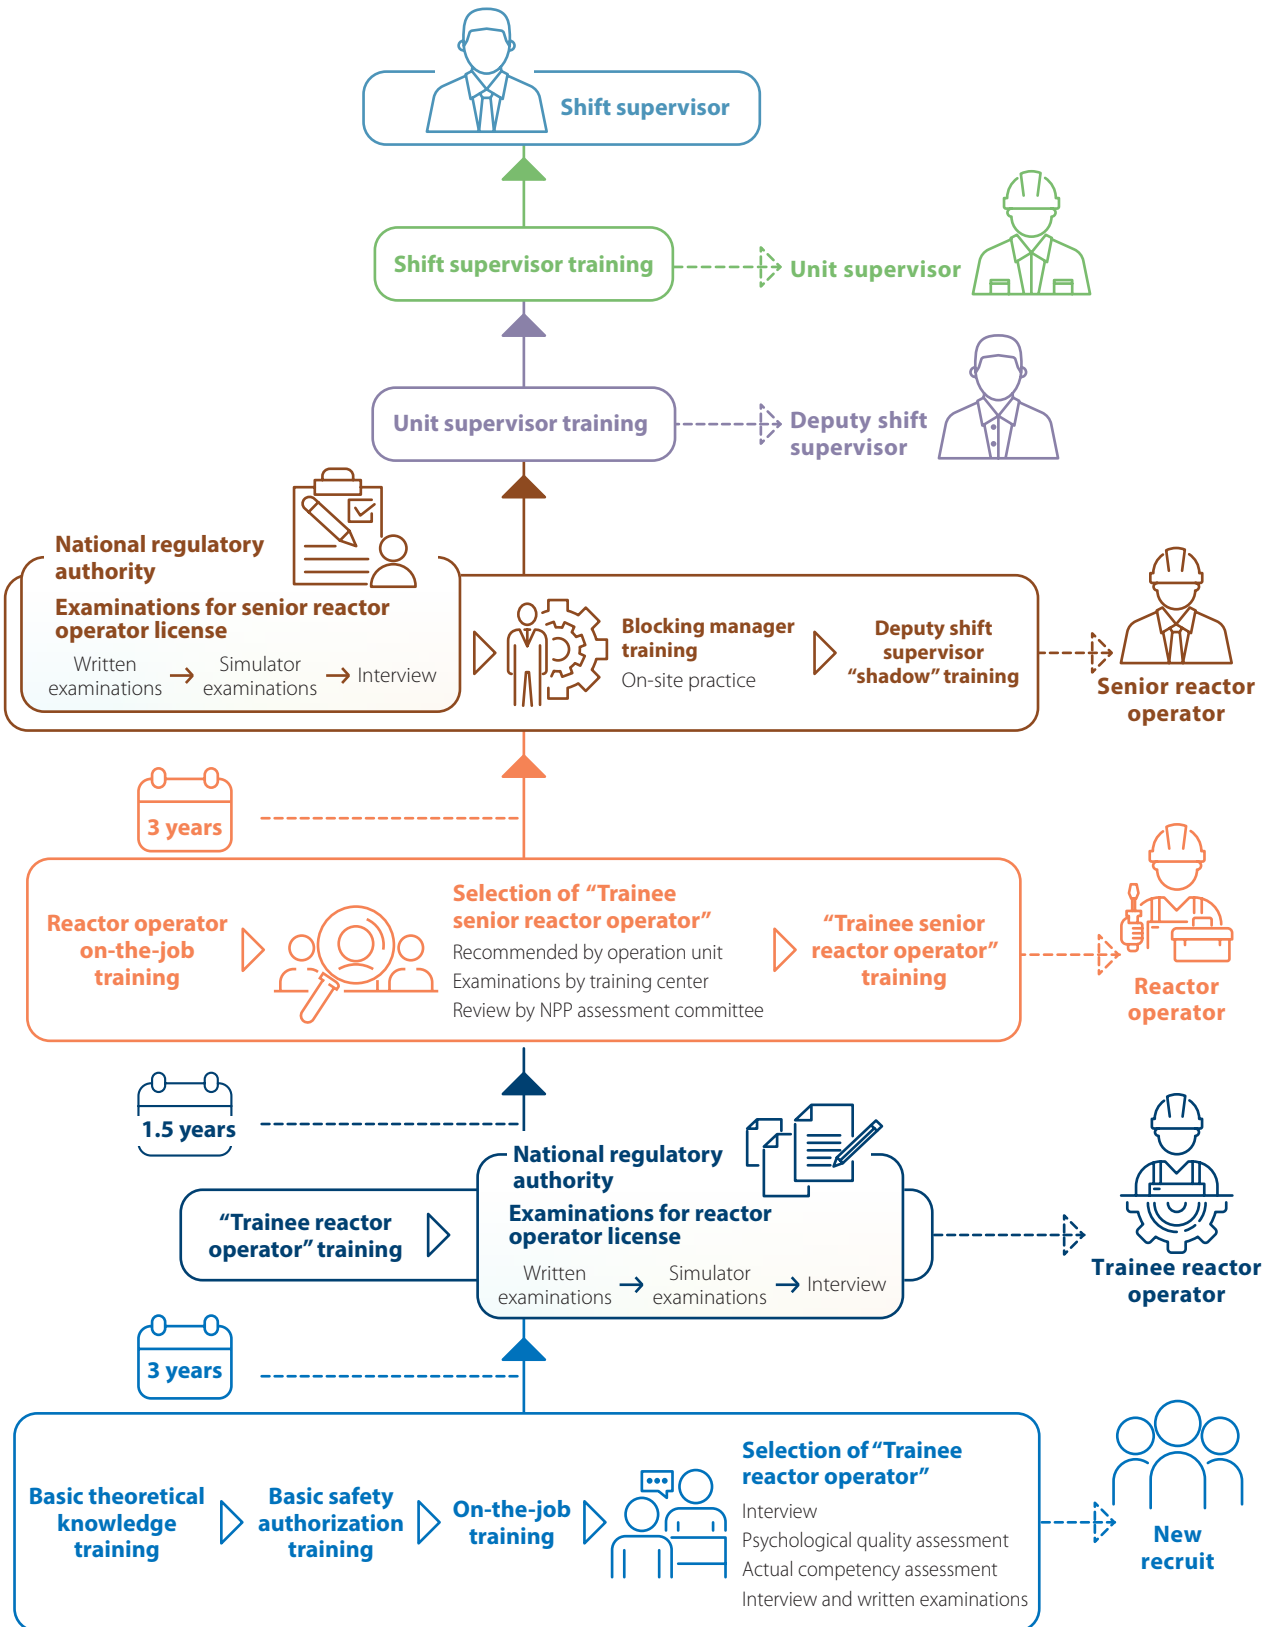 Shift supervisor
Shift supervisor training
Unit supervisor
Unit supervisor training
Deputy shift
supervisor
National regulatory
authority
Examinations for senior reactor
operator license
Written
examinations
Simulator
examinations
Interview
Blocking manager
training
On-site practice
Deputy shift
supervisor
“shadow” training
Senior reactor
operator
3 years
Reactor operator
on-the-job
training
Selection of “Trainee
senior reactor operator”
Recommended by operation unit
Examinations by training center
Review by NPP assessment committee
“Trainee senior
reactor operator”
training
Reactor
operator
1.5 years
“Trainee reactor
operator” training
National regulatory
authority
Examinations for reactor
operator license
Written
examinations
Simulator
examinations
Interview
Trainee reactor
operator
3 years
Basic theoretical
knowledge
training
Basic safety
authorization
training
On-the-job
training
Selection of “Trainee
reactor operator”
Interview
Psychological quality assessment
Actual competency assessment
Interview and written examinations
New
recruit